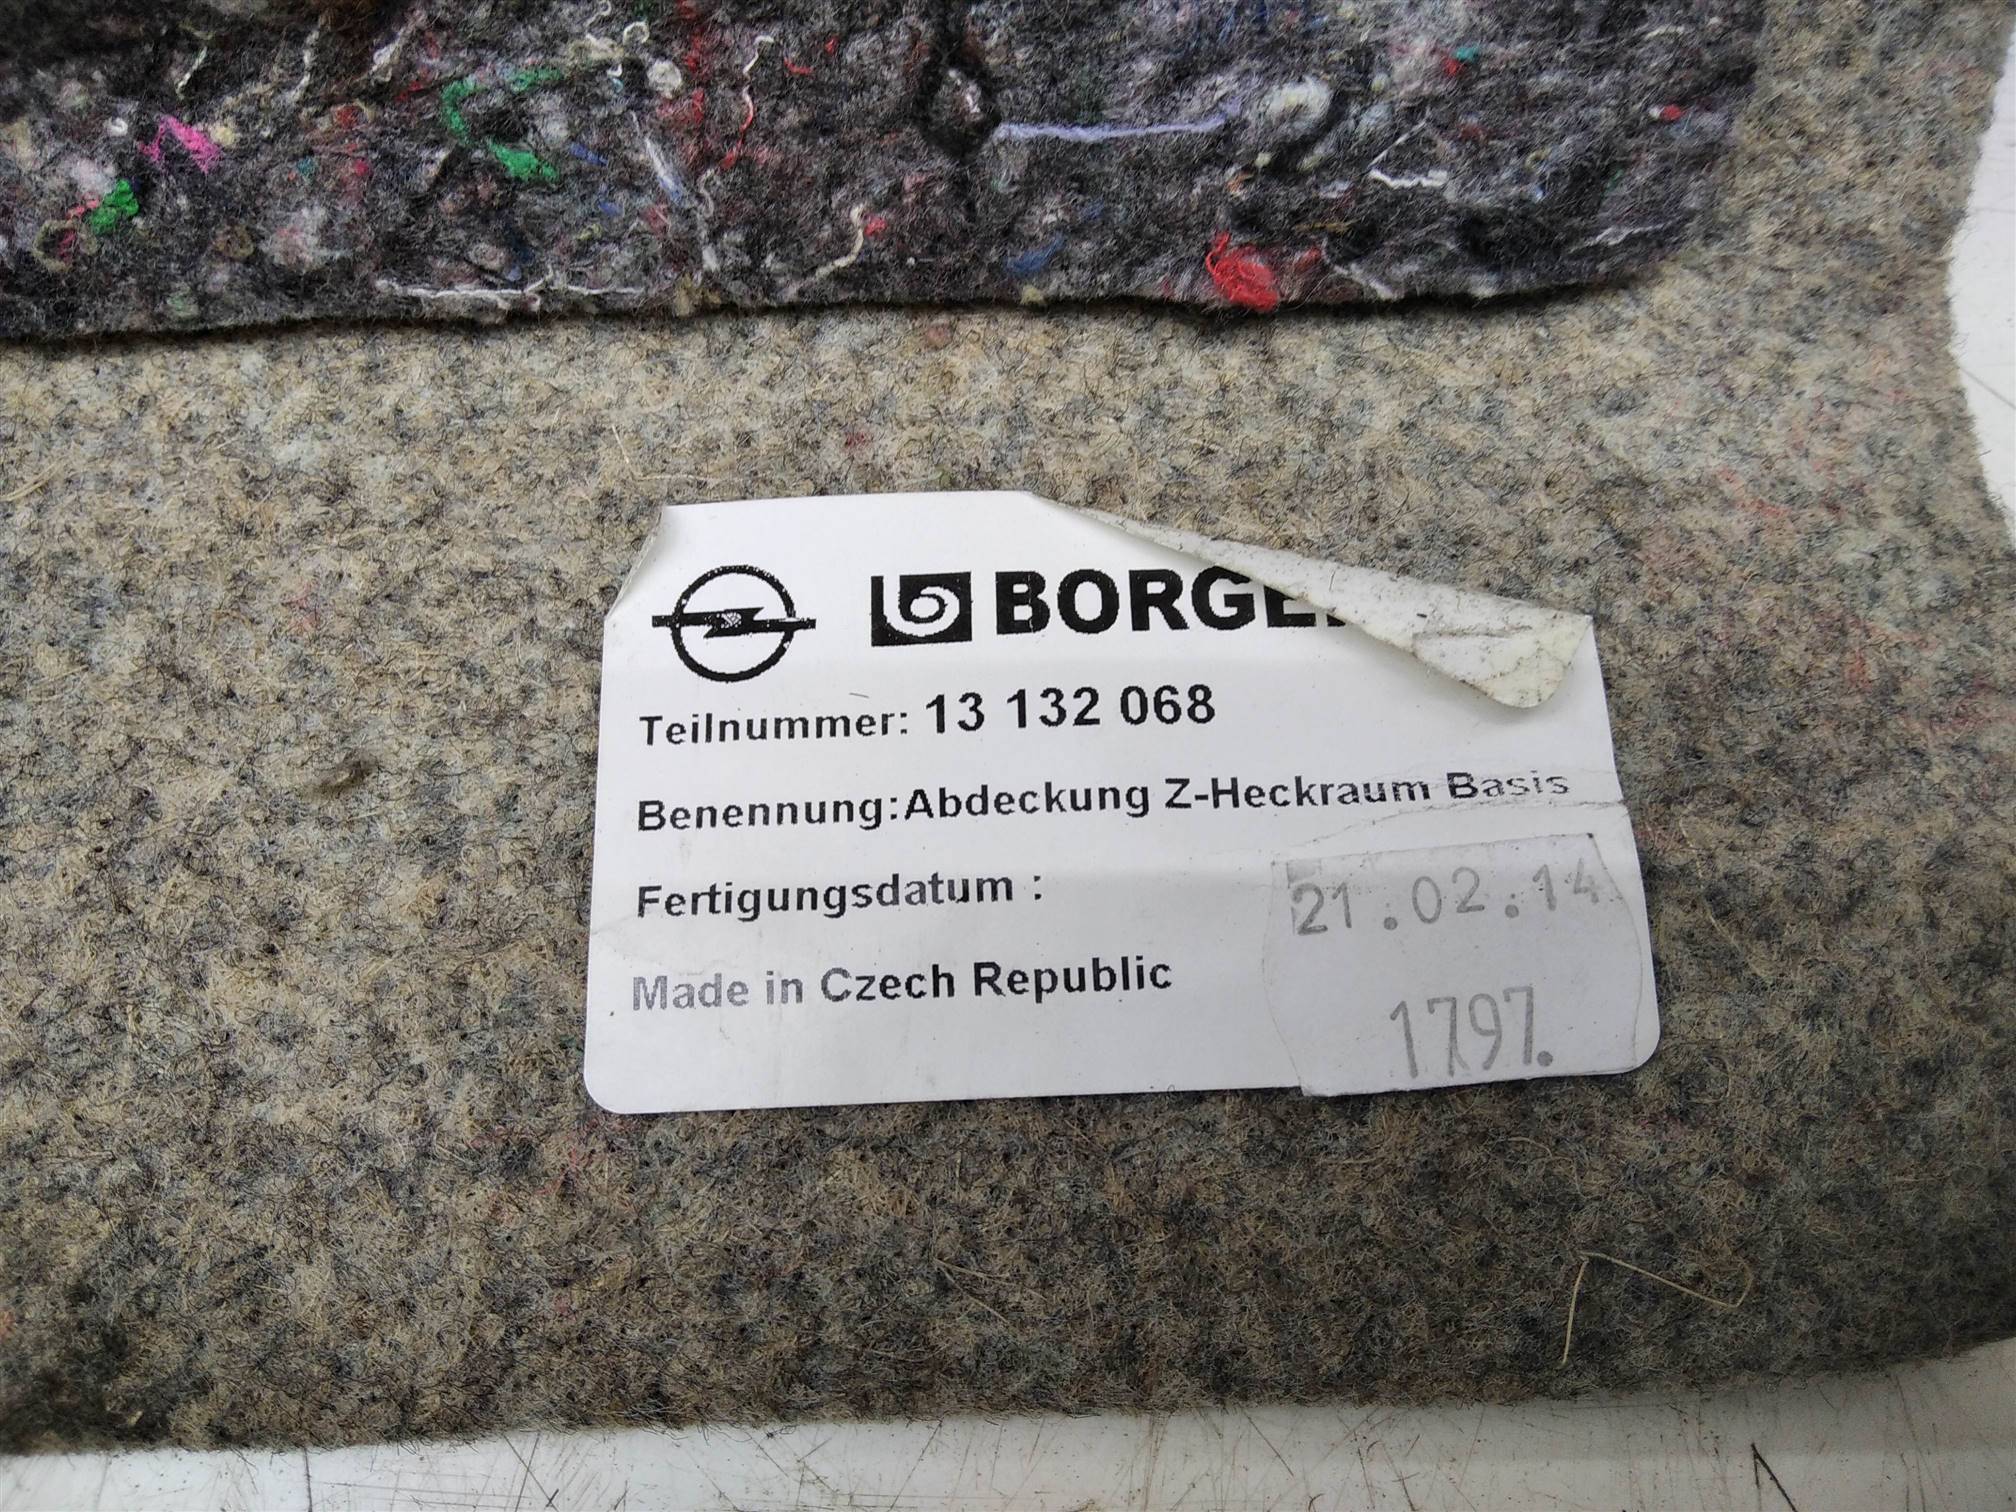 BORGE
Teilnummer: 13 132 068
Benennung:Abdeckung Z-Heckraum Basis
Fertigungsdatum : 21.02.14
Made in Czech Republic
1797.